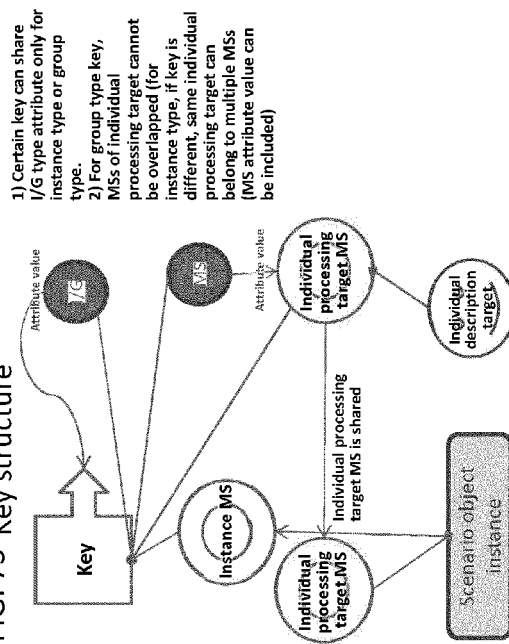 FIG. 75 Key structure
Key
Attribute value
I/G
MS
Attribute value
Instance MS
Individual
processing
target MS
Individual processing
target MS is shared
Individual
processing
target MS
Individual
description
target
Scenario object
instance
1) Certain key can share
I/G type attribute only for
instance type or group
type.
2) For group type key,
MSs of individual
processing target cannot
be overlapped (for
instance type, if key is
different, same individual
processing target can
belong to multiple MSs
(MS attribute value can
be included)